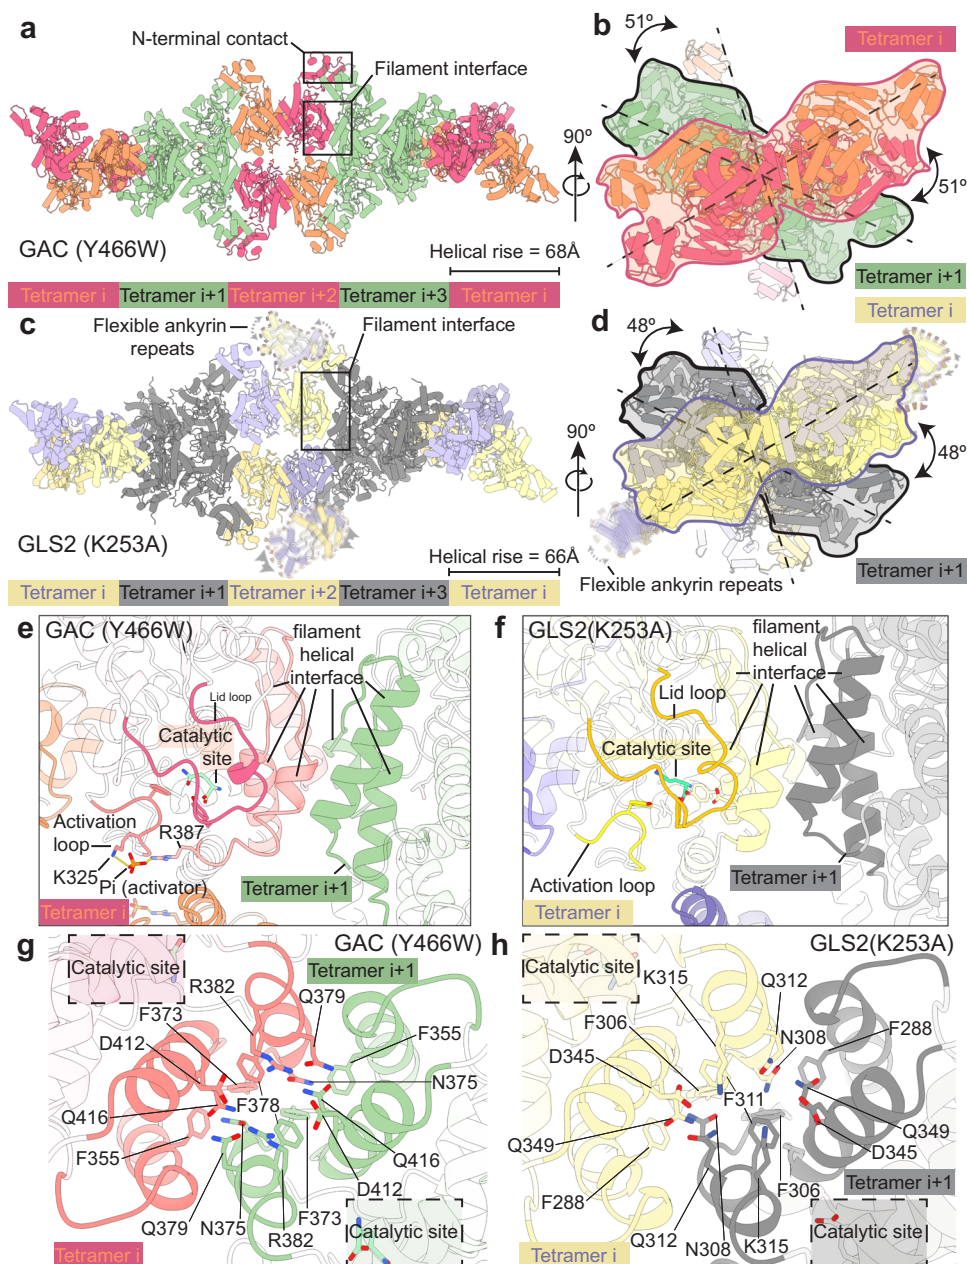 a
N-terminal contact
Filament interface
GAC (Y466W)
Helical rise = 68Å
Tetramer i
Tetramer i+1
Tetramer i+2
Tetramer i+3
Tetramer i
b
51º
Tetramer i
90º
51º
Tetramer i+1
c
Flexible ankyrin
repeats
Filament interface
GLS2 (K253A)
Helical rise = 66Å
Tetramer i
Tetramer i+1
Tetramer i+2
Tetramer i+3
Tetramer i
Tetramer i
d
48º
90º
48º
Flexible ankyrin repeats
Tetramer i+1
e
GAC (Y466W)
filament
helical
interface
Lid loop
Catalytic
site
Activation
loop
R387
K325
Pi (activator)
Tetramer i+1
Tetramer i
f
GLS2(K253A)
filament
helical
interface
Lid loop
Catalytic site
Activation loop
Tetramer i+1
Tetramer i
g
GAC (Y466W)
Catalytic site
Tetramer i+1
R382
Q379
F373
F355
D412
N375
Q416
F378
F355
Q416
D412
Q379
N375
F373
R382
Catalytic site
Tetramer i
h
GLS2(K253A)
Catalytic site
K315
Q312
F306
N308
F288
D345
F311
Q349
Q349
D345
F288
Tetramer i+1
F306
Q312
N308
K315
Catalytic site
Tetramer i